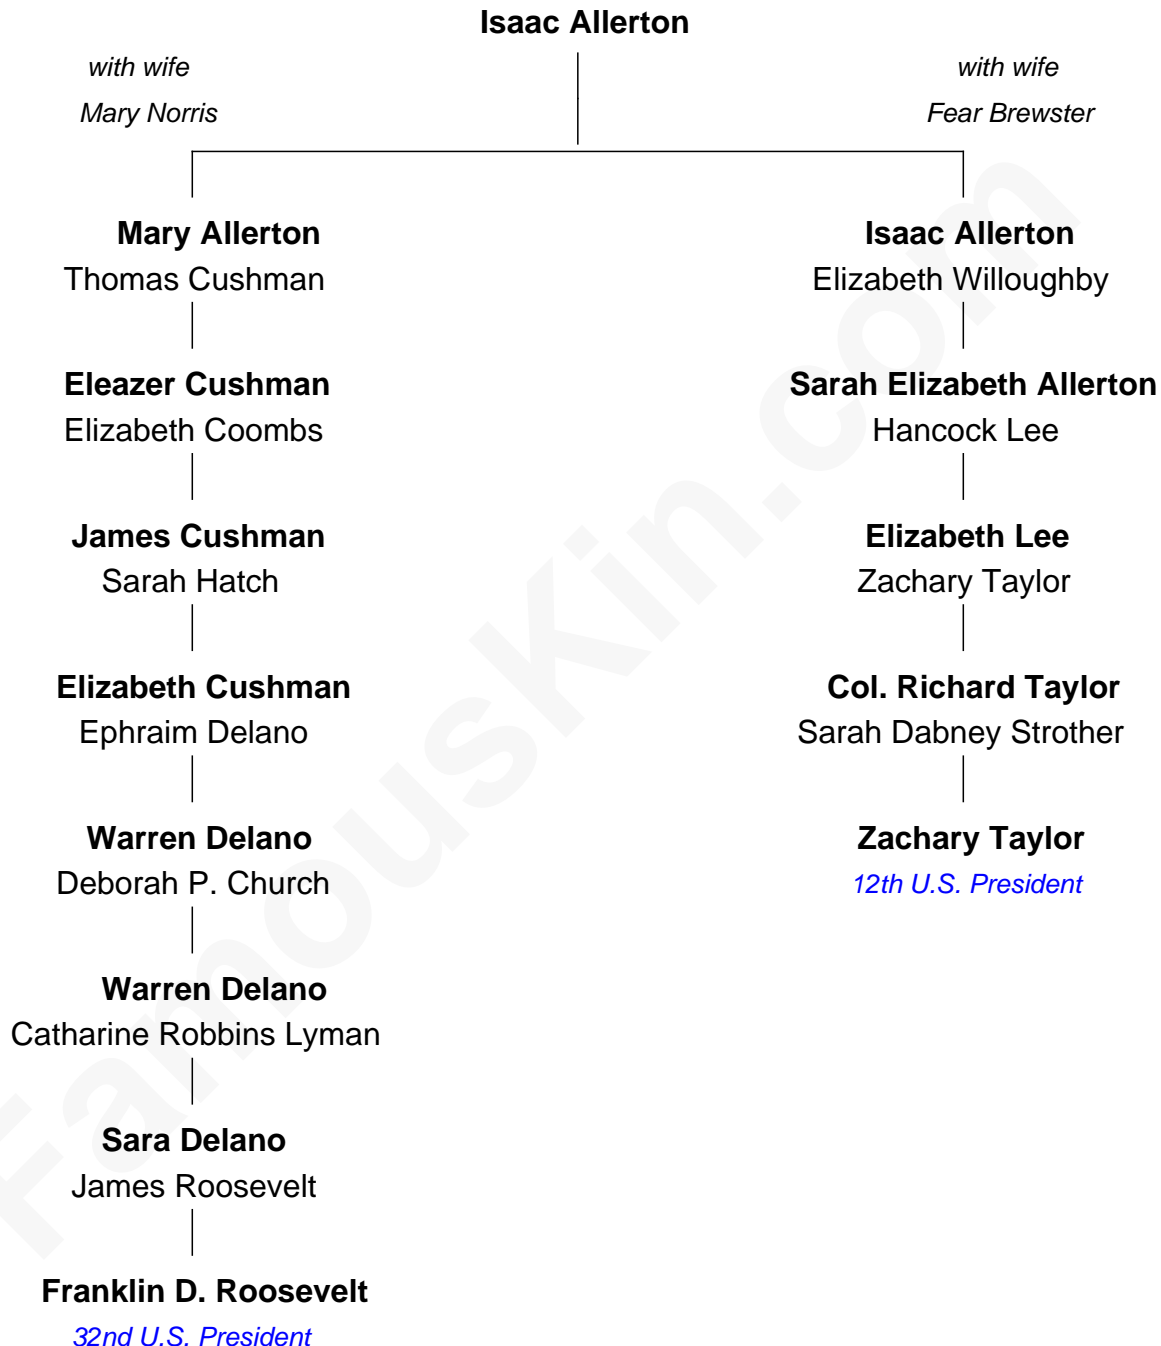 Isaac Allerton
with wife
Mary Norris
with wife
Fear Brewster
Mary Allerton
Thomas Cushman
Eleazer Cushman
Elizabeth Coombs
James Cushman
Sarah Hatch
Elizabeth Cushman
Ephraim Delano
Warren Delano
Deborah P. Church
Warren Delano
Catharine Robbins Lyman
Sara Delano
James Roosevelt
Franklin D. Roosevelt
32nd U.S. President
Isaac Allerton
Elizabeth Willoughby
Sarah Elizabeth Allerton
Hancock Lee
Elizabeth Lee
Zachary Taylor
Col. Richard Taylor
Sarah Dabney Strother
Zachary Taylor
12th U.S. President
FamousKin.com